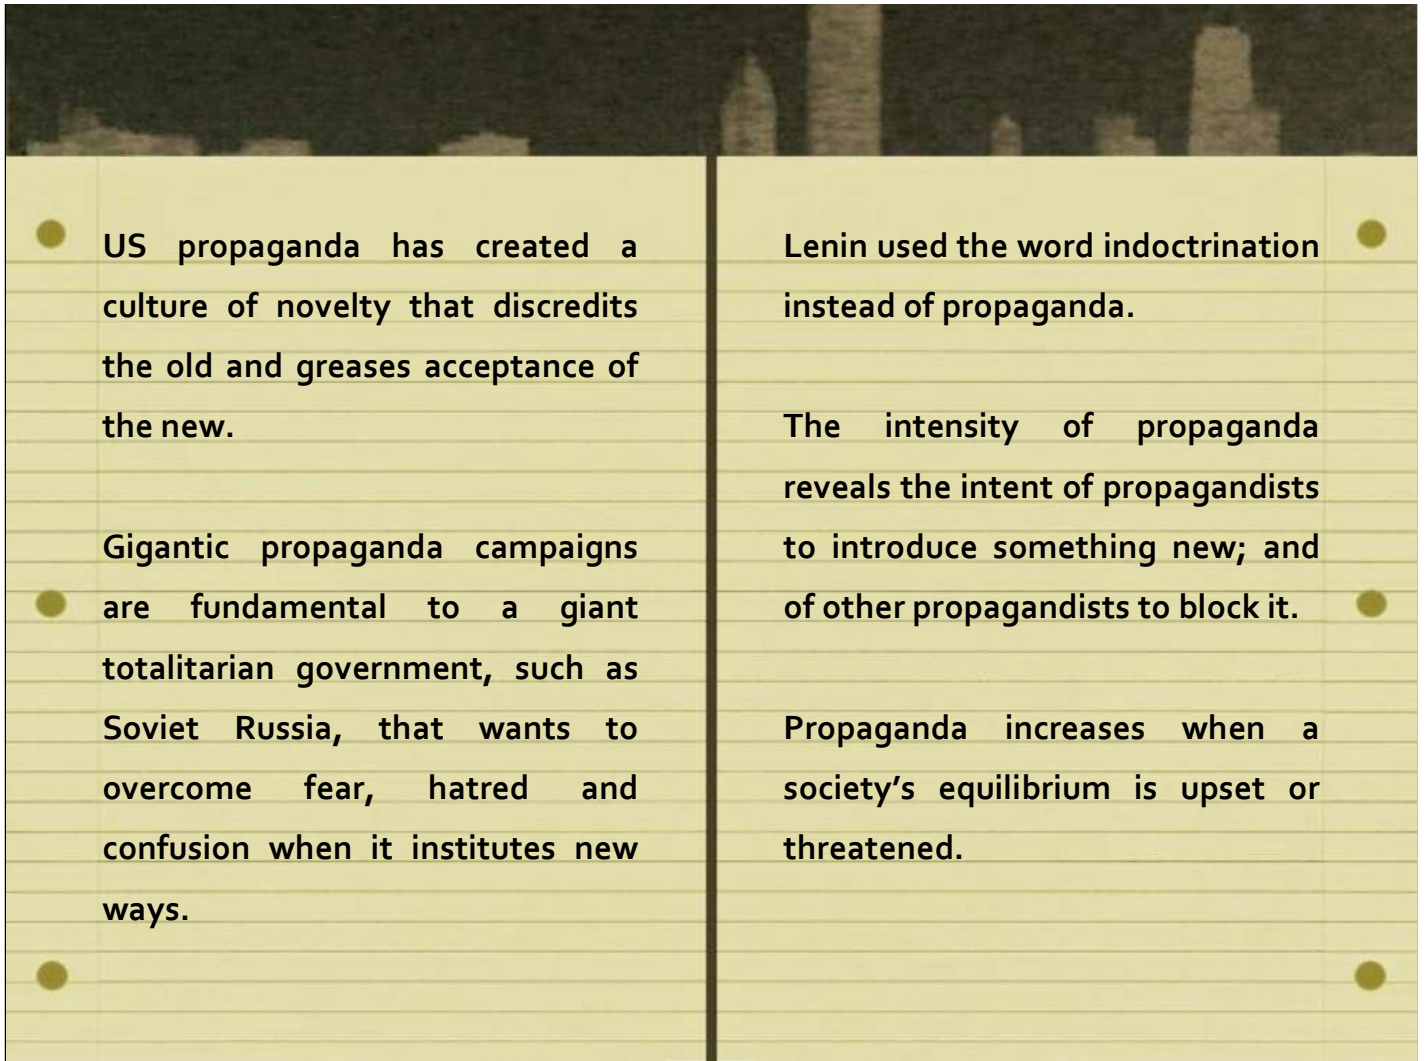 US propaganda has created a
culture of novelty that discredits
the old and greases acceptance of
the new.
Gigantic propaganda campaigns
are fundamental to a giant
totalitarian government, such as
Soviet Russia, that wants to
overcome fear, hatred and
confusion when it institutes new
ways.
Lenin used the word indoctrination
instead of propaganda.
The intensity of propaganda
reveals the intent of propagandists
to introduce something new; and
of other propagandists to block it.
Propaganda increases when a
society’s equilibrium is upset or
threatened.